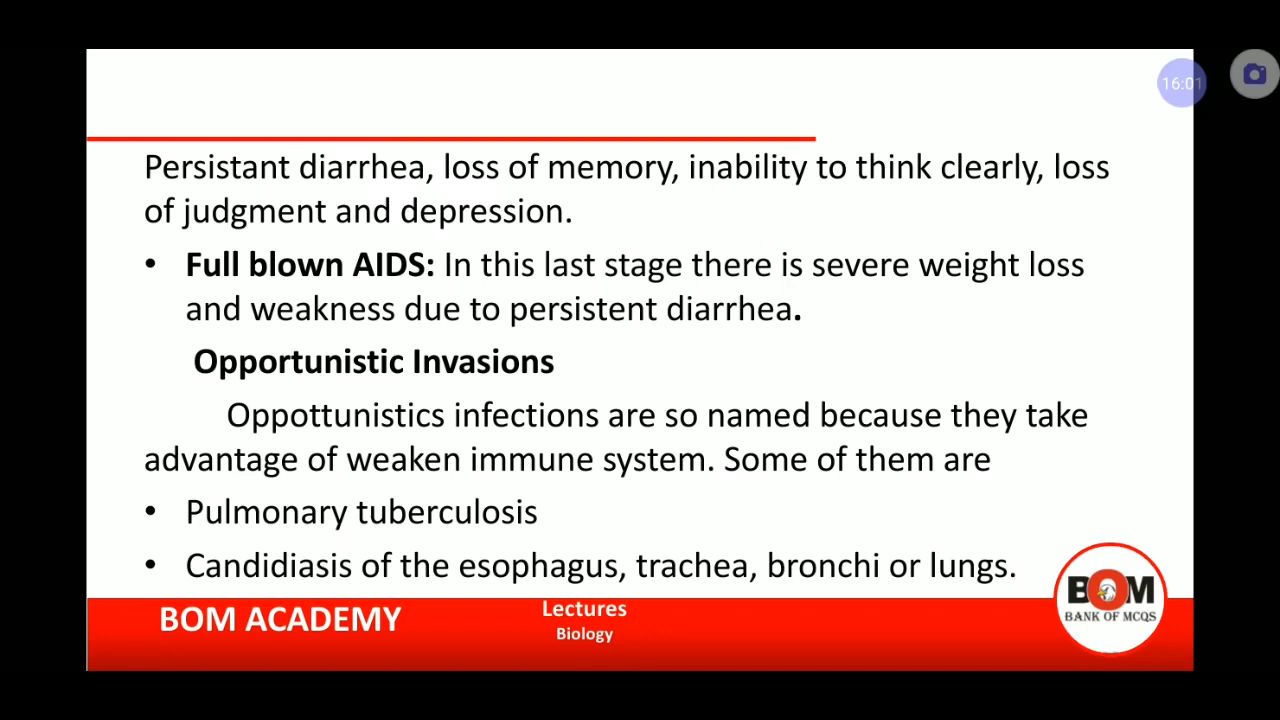 16:01
Persistant diarrhea, loss of memory, inability to think clearly, loss
of judgment and depression.
• Full blown AIDS: In this last stage there is severe weight loss
and weakness due to persistent diarrhea.
Opportunistic Invasions
Oppottunistics infections are so named because they take
advantage of weaken immune system. Some of them are
• Pulmonary tuberculosis
• Candidiasis of the esophagus, trachea, bronchi or lungs.
BOM ACADEMY
Lectures
Biology
BOM
BANK OF MCQS